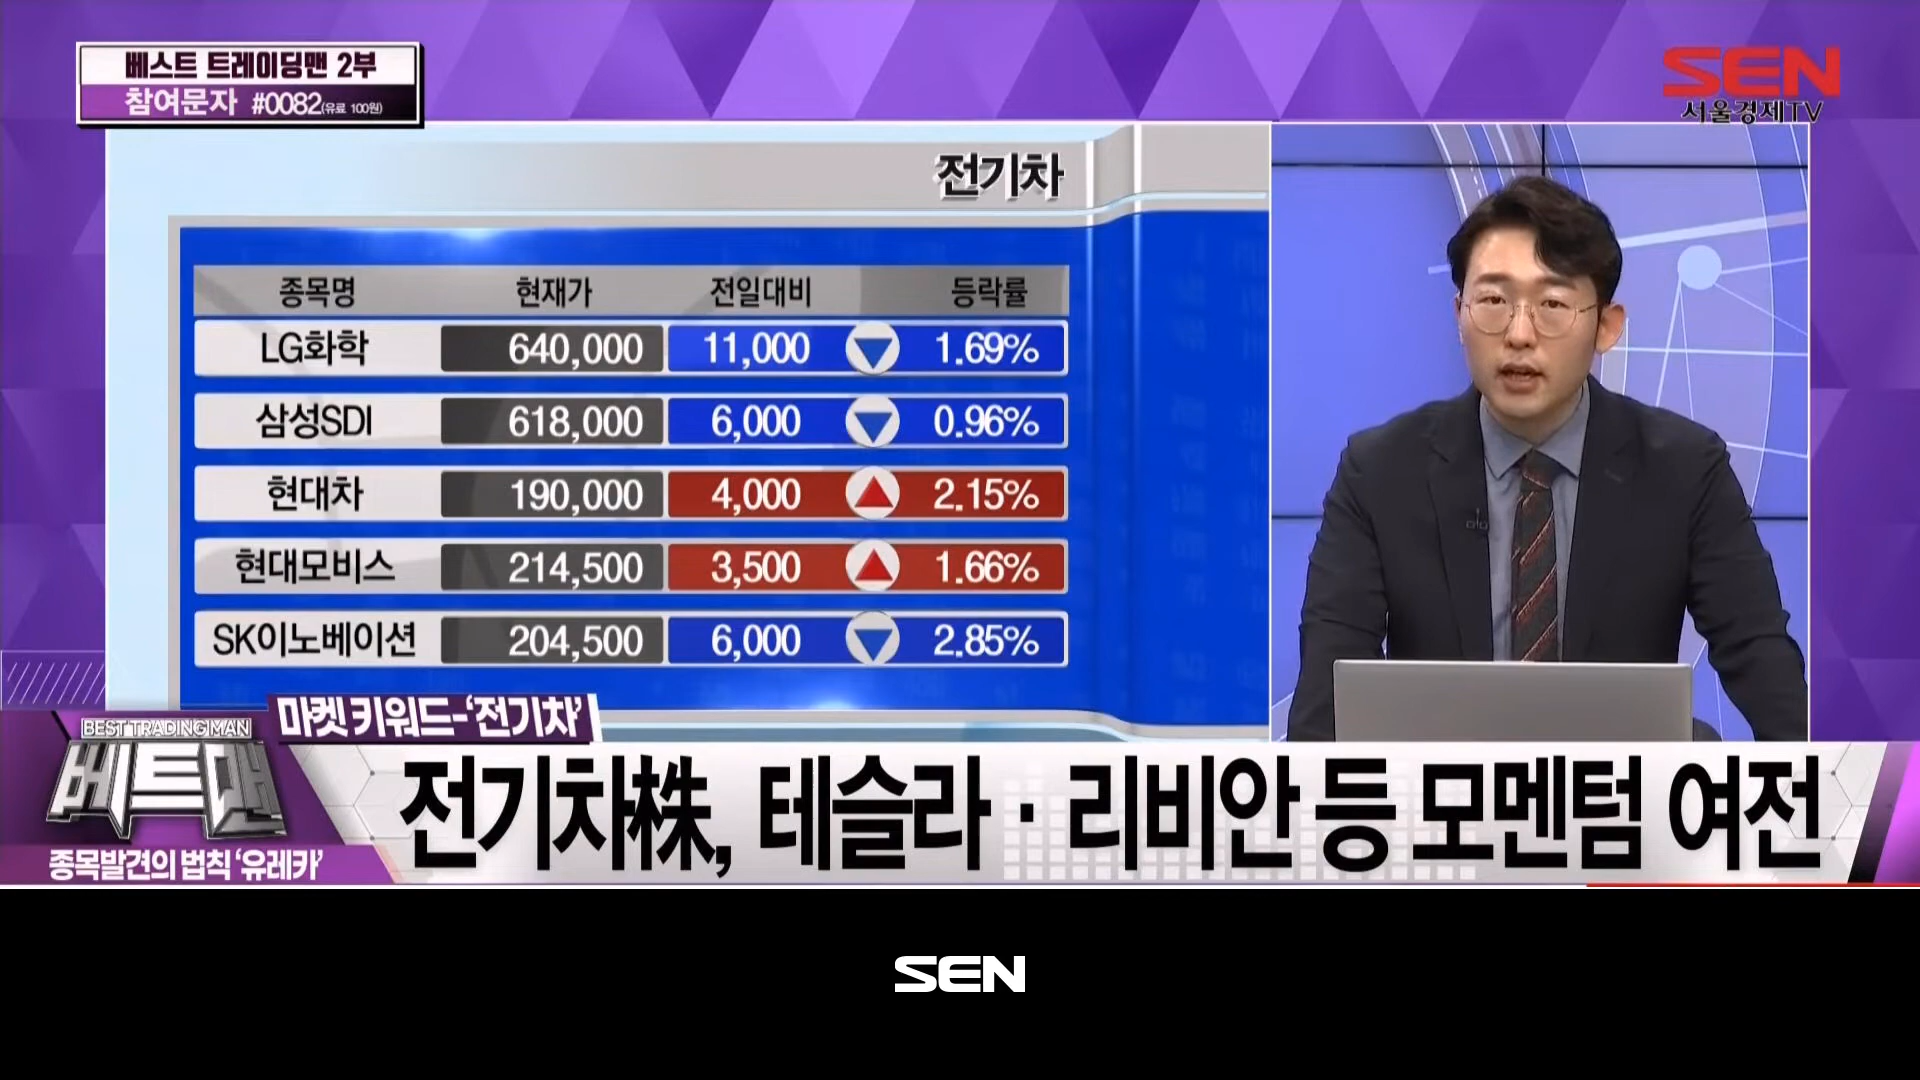 베스트 트레이딩맨 2부
참여문자 #0082(유료 100원)
SEN
서울경제TV
전기차
종목명 현재가 전일대비 등락률
LG화학 640,000 11,000 ▼ 1.69%
삼성SDI 618,000 6,000 ▼ 0.96%
현대차 190,000 4,000 ▲ 2.15%
현대모비스 214,500 3,500 ▲ 1.66%
SK이노베이션 204,500 6,000 ▼ 2.85%
마켓 키워드-‘전기차’
BEST TRADING MAN
베트맨
종목발견의 법칙 ‘유레카’
전기차株, 테슬라·리비안 등 모멘텀 여전
SEN